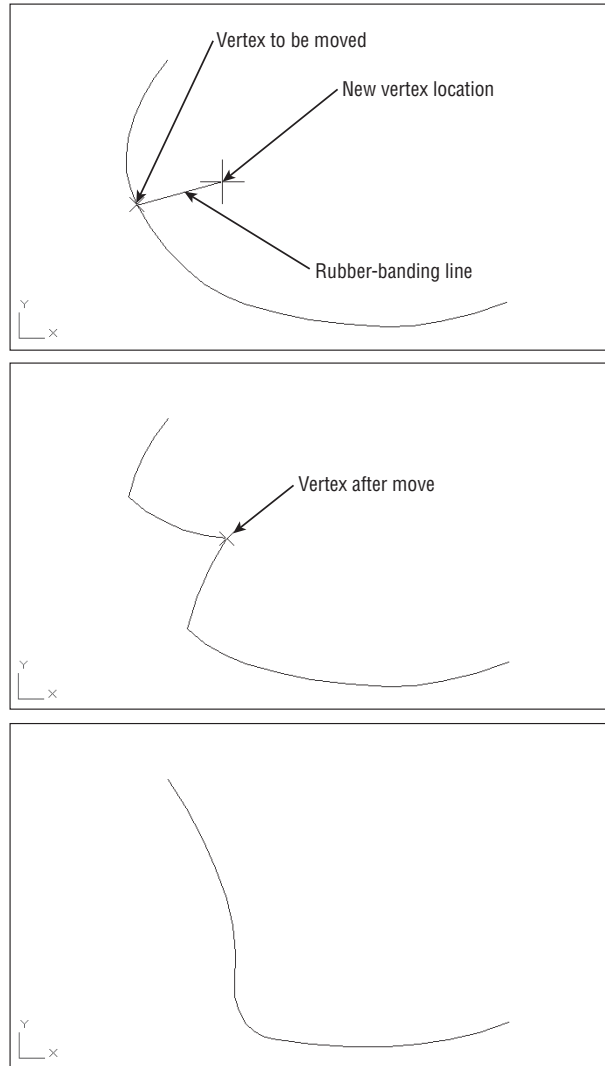 Vertex to be moved
New vertex location
Rubber-banding line
Y
X
Vertex after move
Y
X
Y
X